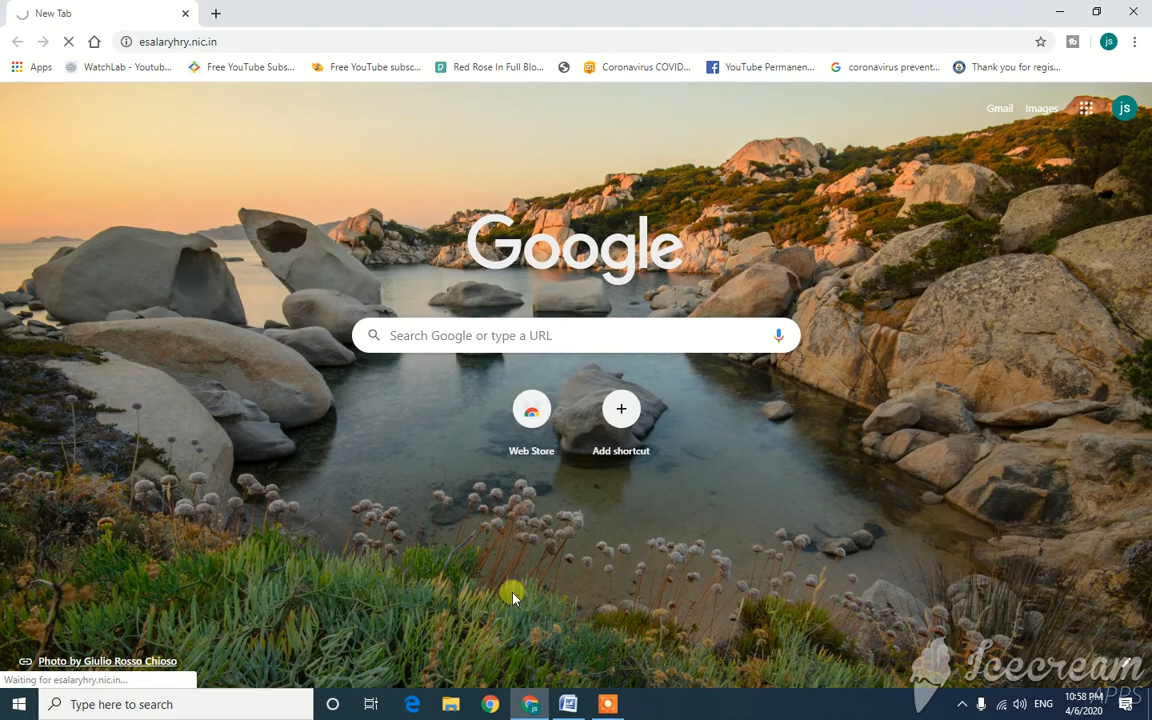 New Tab
esalaryhry.nic.in
Apps WatchLab - Youtub... Free YouTube Subs... Free YouTube subsc... Red Rose In Full Blo... Coronavirus COVID... YouTube Permanen... coronavirus prevent... Thank you for regis...
js
Gmail Images js
Google
Search Google or type a URL
Web Store Add shortcut
Photo by Giulio Rosso Chioso
Waiting for esalaryhry.nic.in...
Icecream
APPS
Type here to search
ENG
10:58 PM
4/6/2020